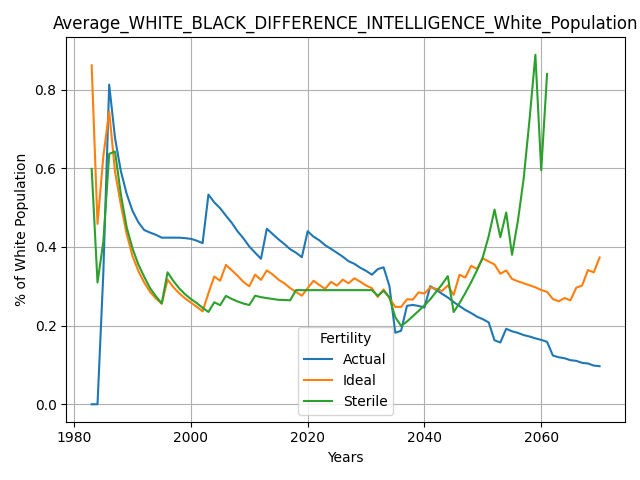 Average_WHITE_BLACK_DIFFERENCE_INTELLIGENCE_White_Population
% of White Population
0.8
0.6
0.4
0.2
0.0
Fertility
Actual
Ideal
Sterile
1980
2000
2020
2040
2060
Years